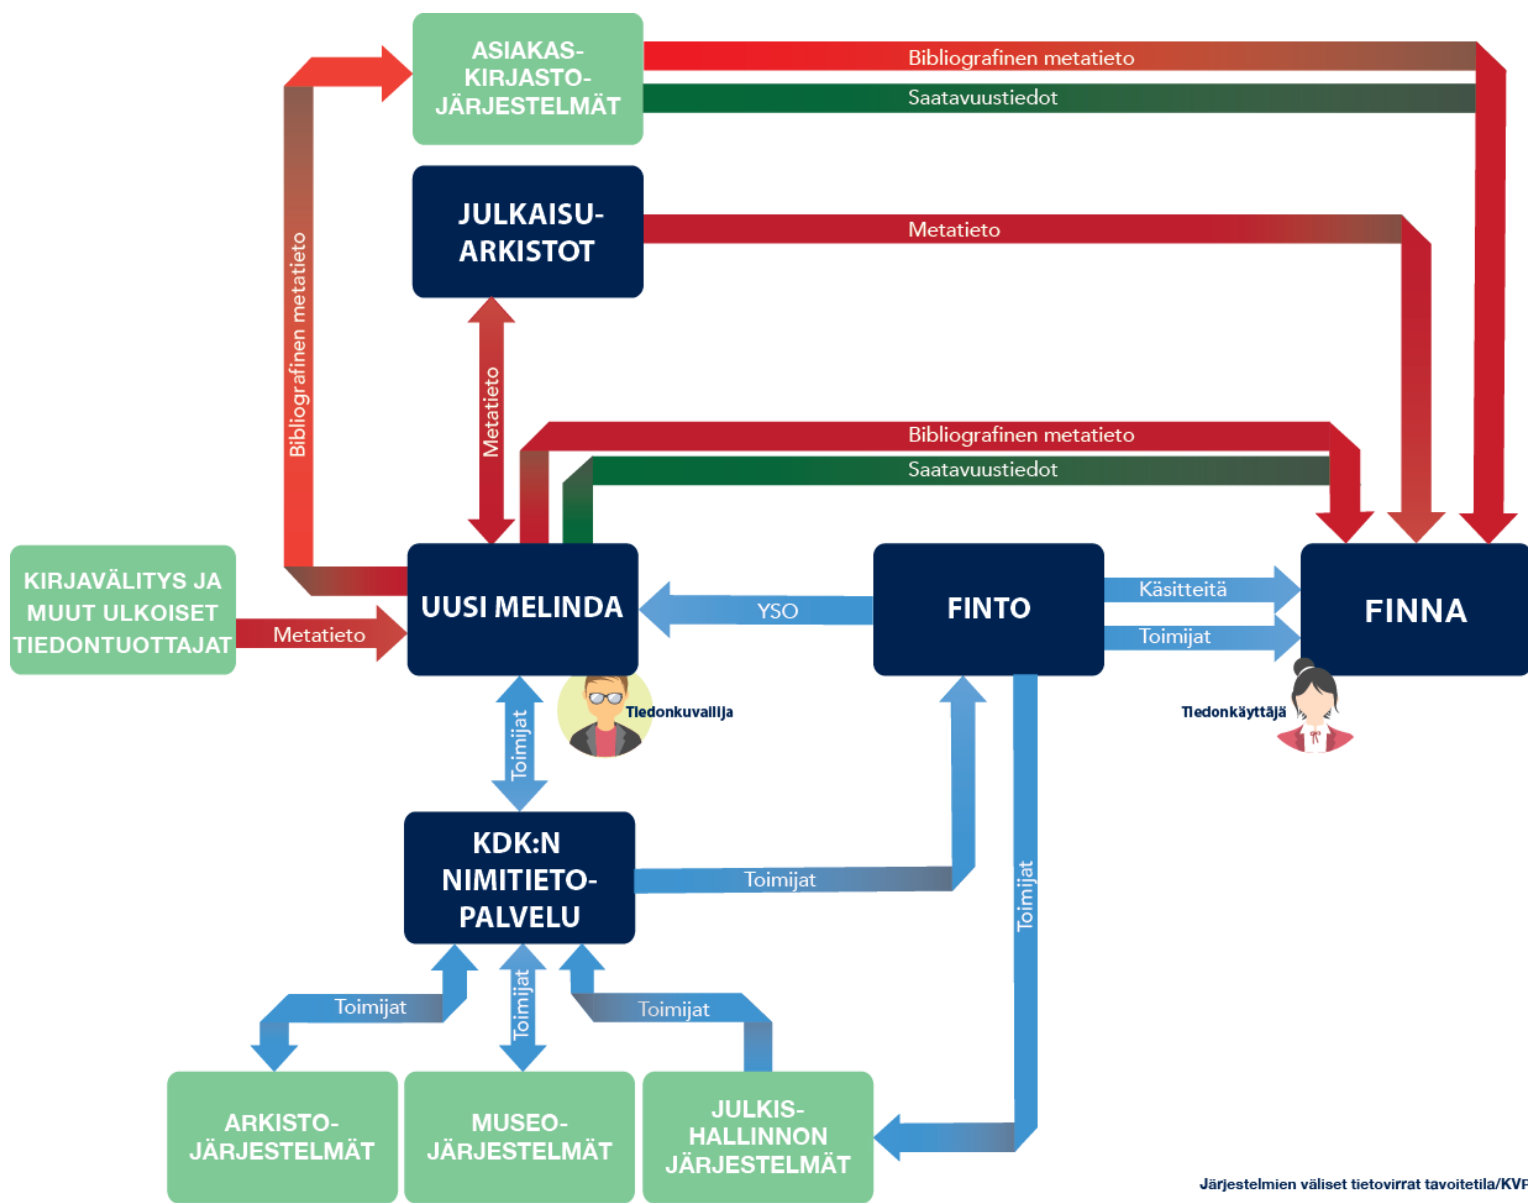 ASIAKAS-
KIRJASTO-
JÄRJESTELMÄT
Bibliografinen metatieto
Saatavuustiedot
JULKAISU-
ARKISTOT
Metatieto
Bibliografinen metatieto
Metatieto
Bibliografinen metatieto
Saatavuustiedot
KIRJAVÄLITYS JA
MUUT ULKOISET
TIEDONTUOTTAJAT
Metatieto
UUSI MELINDA
YSO
FINTO
Käsitteitä
Toimijat
FINNA
Tiedonkuvailija
Tiedonkäyttäjä
Toimijat
KDK:N
NIMITIETO-
PALVELU
Toimijat
Toimijat
Toimijat
Toimijat
Toimijat
ARKISTO-
JÄRJESTELMÄT
MUSEO-
JÄRJESTELMÄT
JULKIS-
HALLINNON
JÄRJESTELMÄT
Järjestelmien väliset tietovirrat tavoitetila/KVP